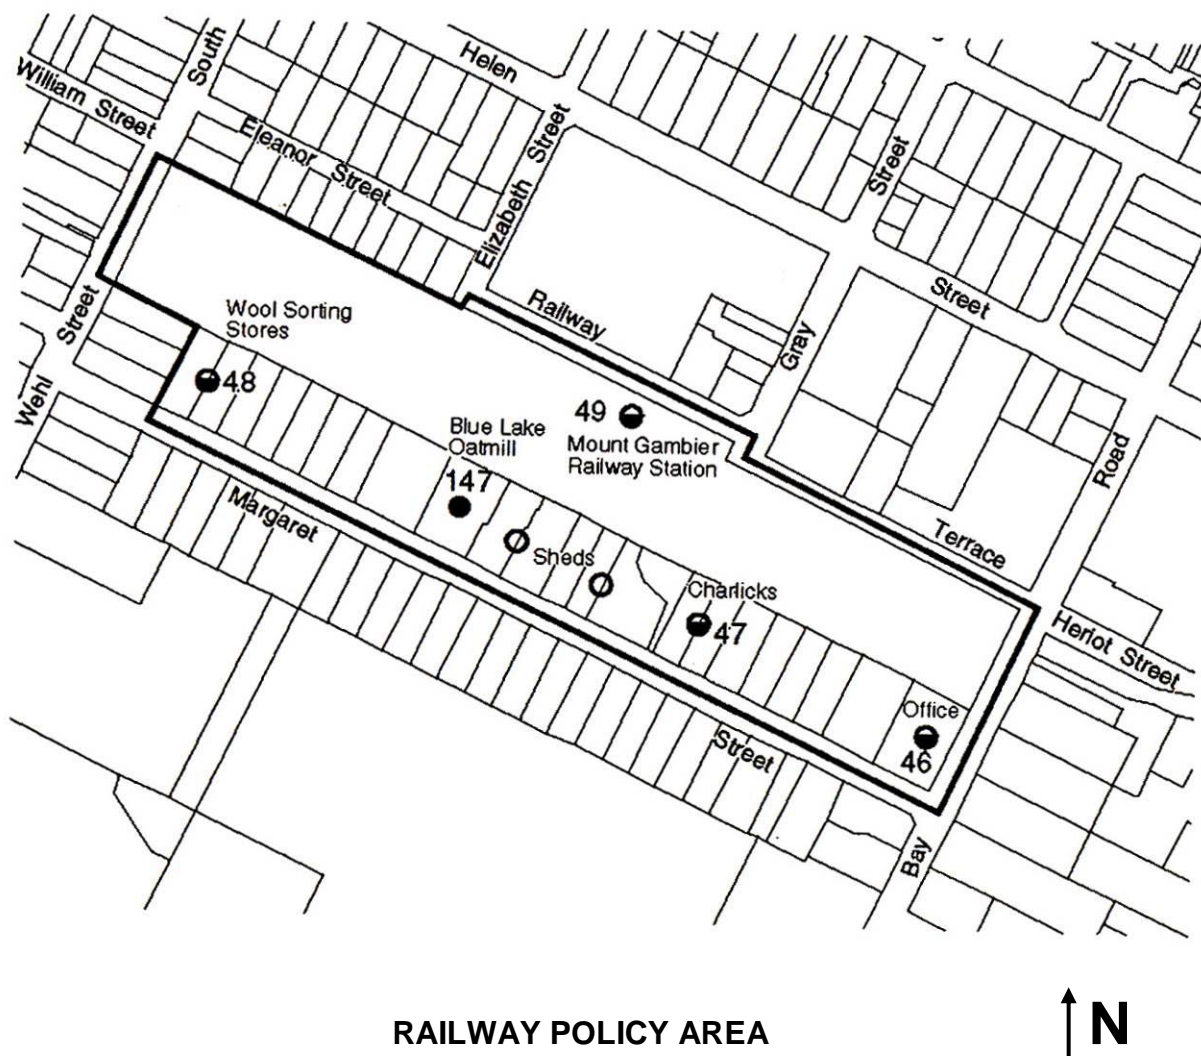 Helen
South
William Street
Eleanor Street
Elizabeth Street
Street
Railway
Street
Gray
Wool Sorting
Stores
Street
48
Wehl
49
Mount Gambier
Railway Station
Blue Lake
Oatmill
147
Road
Margaret
Terrace
Sheds
Charlicks
47
Heriot Street
Office
46
Street
Bay
RAILWAY POLICY AREA
N